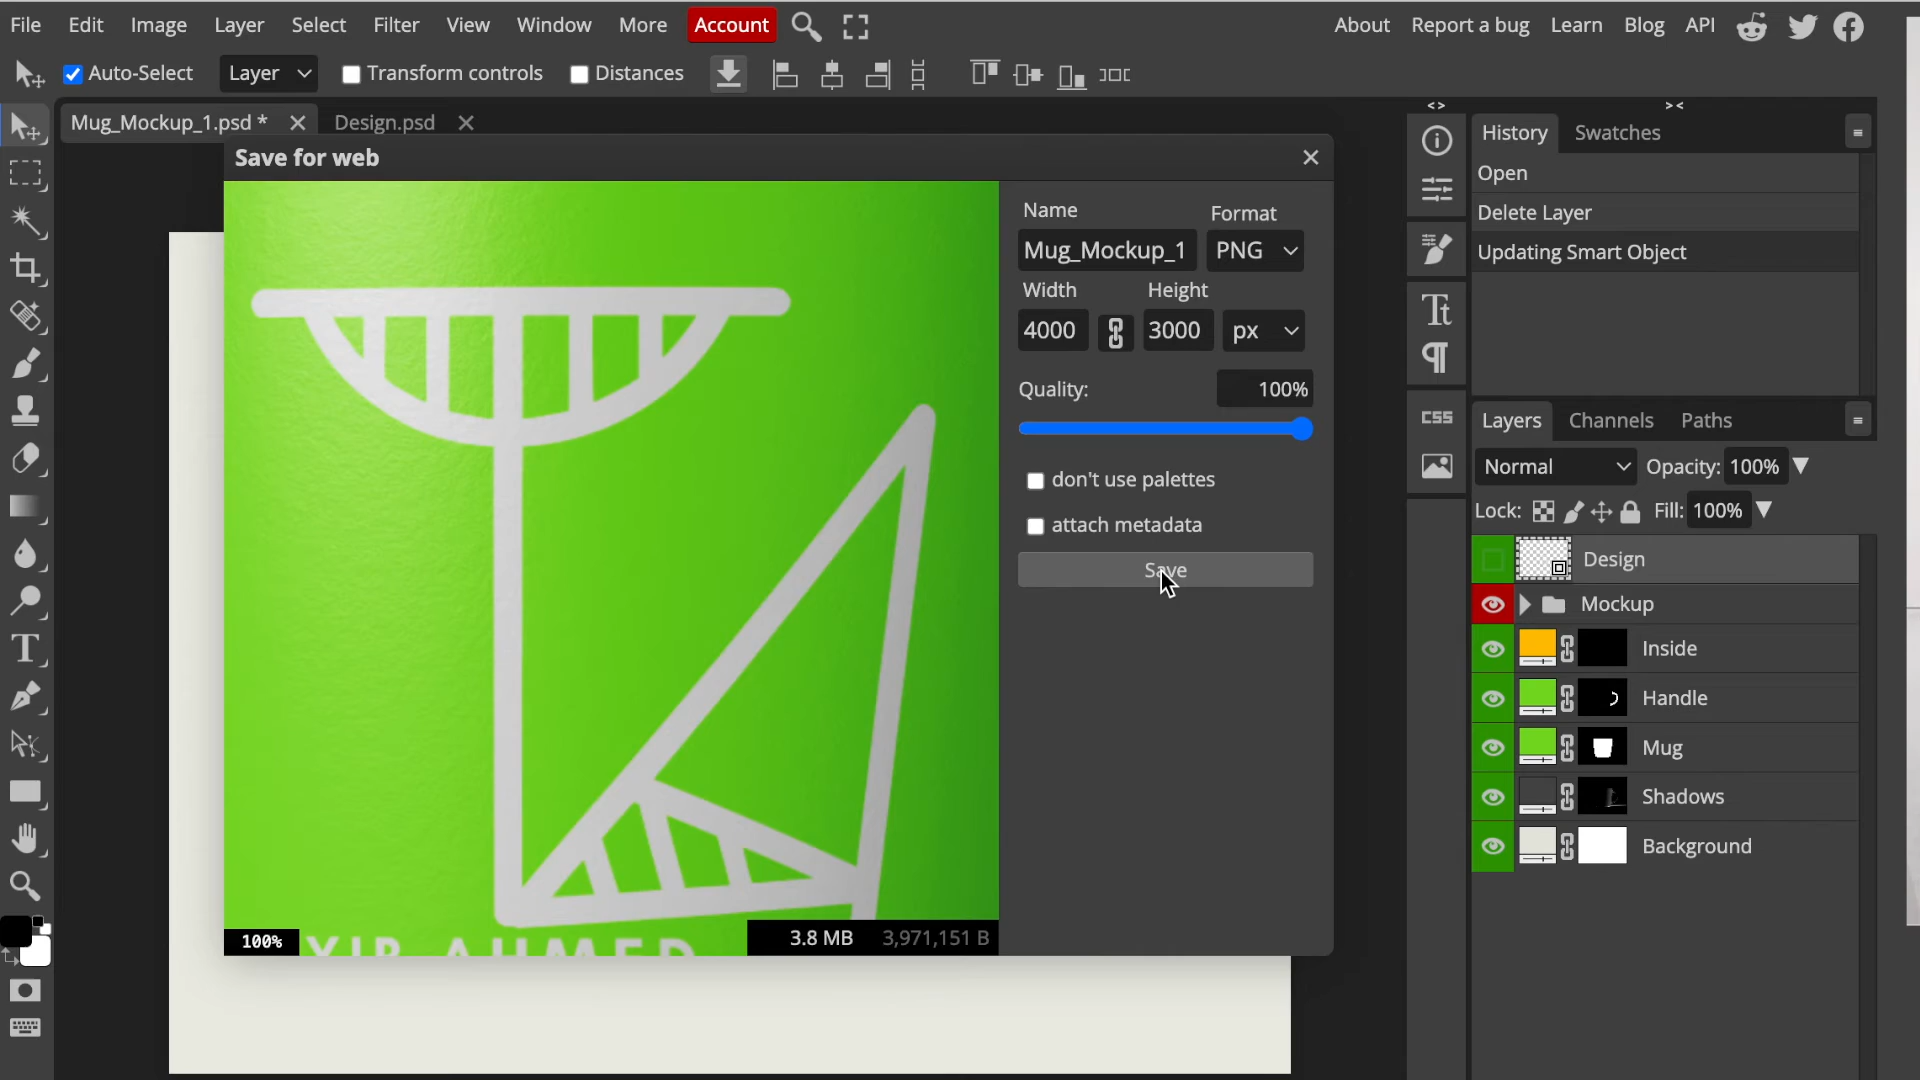 File Edit Image Layer Select Filter View Window More Account About Report a bug Learn Blog API
Auto-Select Layer Transform controls Distances
Mug_Mockup_1.psd * Design.psd
Save for web
Name Format
Mug_Mockup_1 PNG
Width Height
4000 3000 px
Quality: 100%
don't use palettes
attach metadata
Save
100% 3.8 MB 3,971,151 B
AHMED
History Swatches
Open
Delete Layer
Updating Smart Object
CSS
Layers Channels Paths
Normal Opacity: 100%
Lock: Fill: 100%
Design
Mockup
Inside
Handle
Mug
Shadows
Background